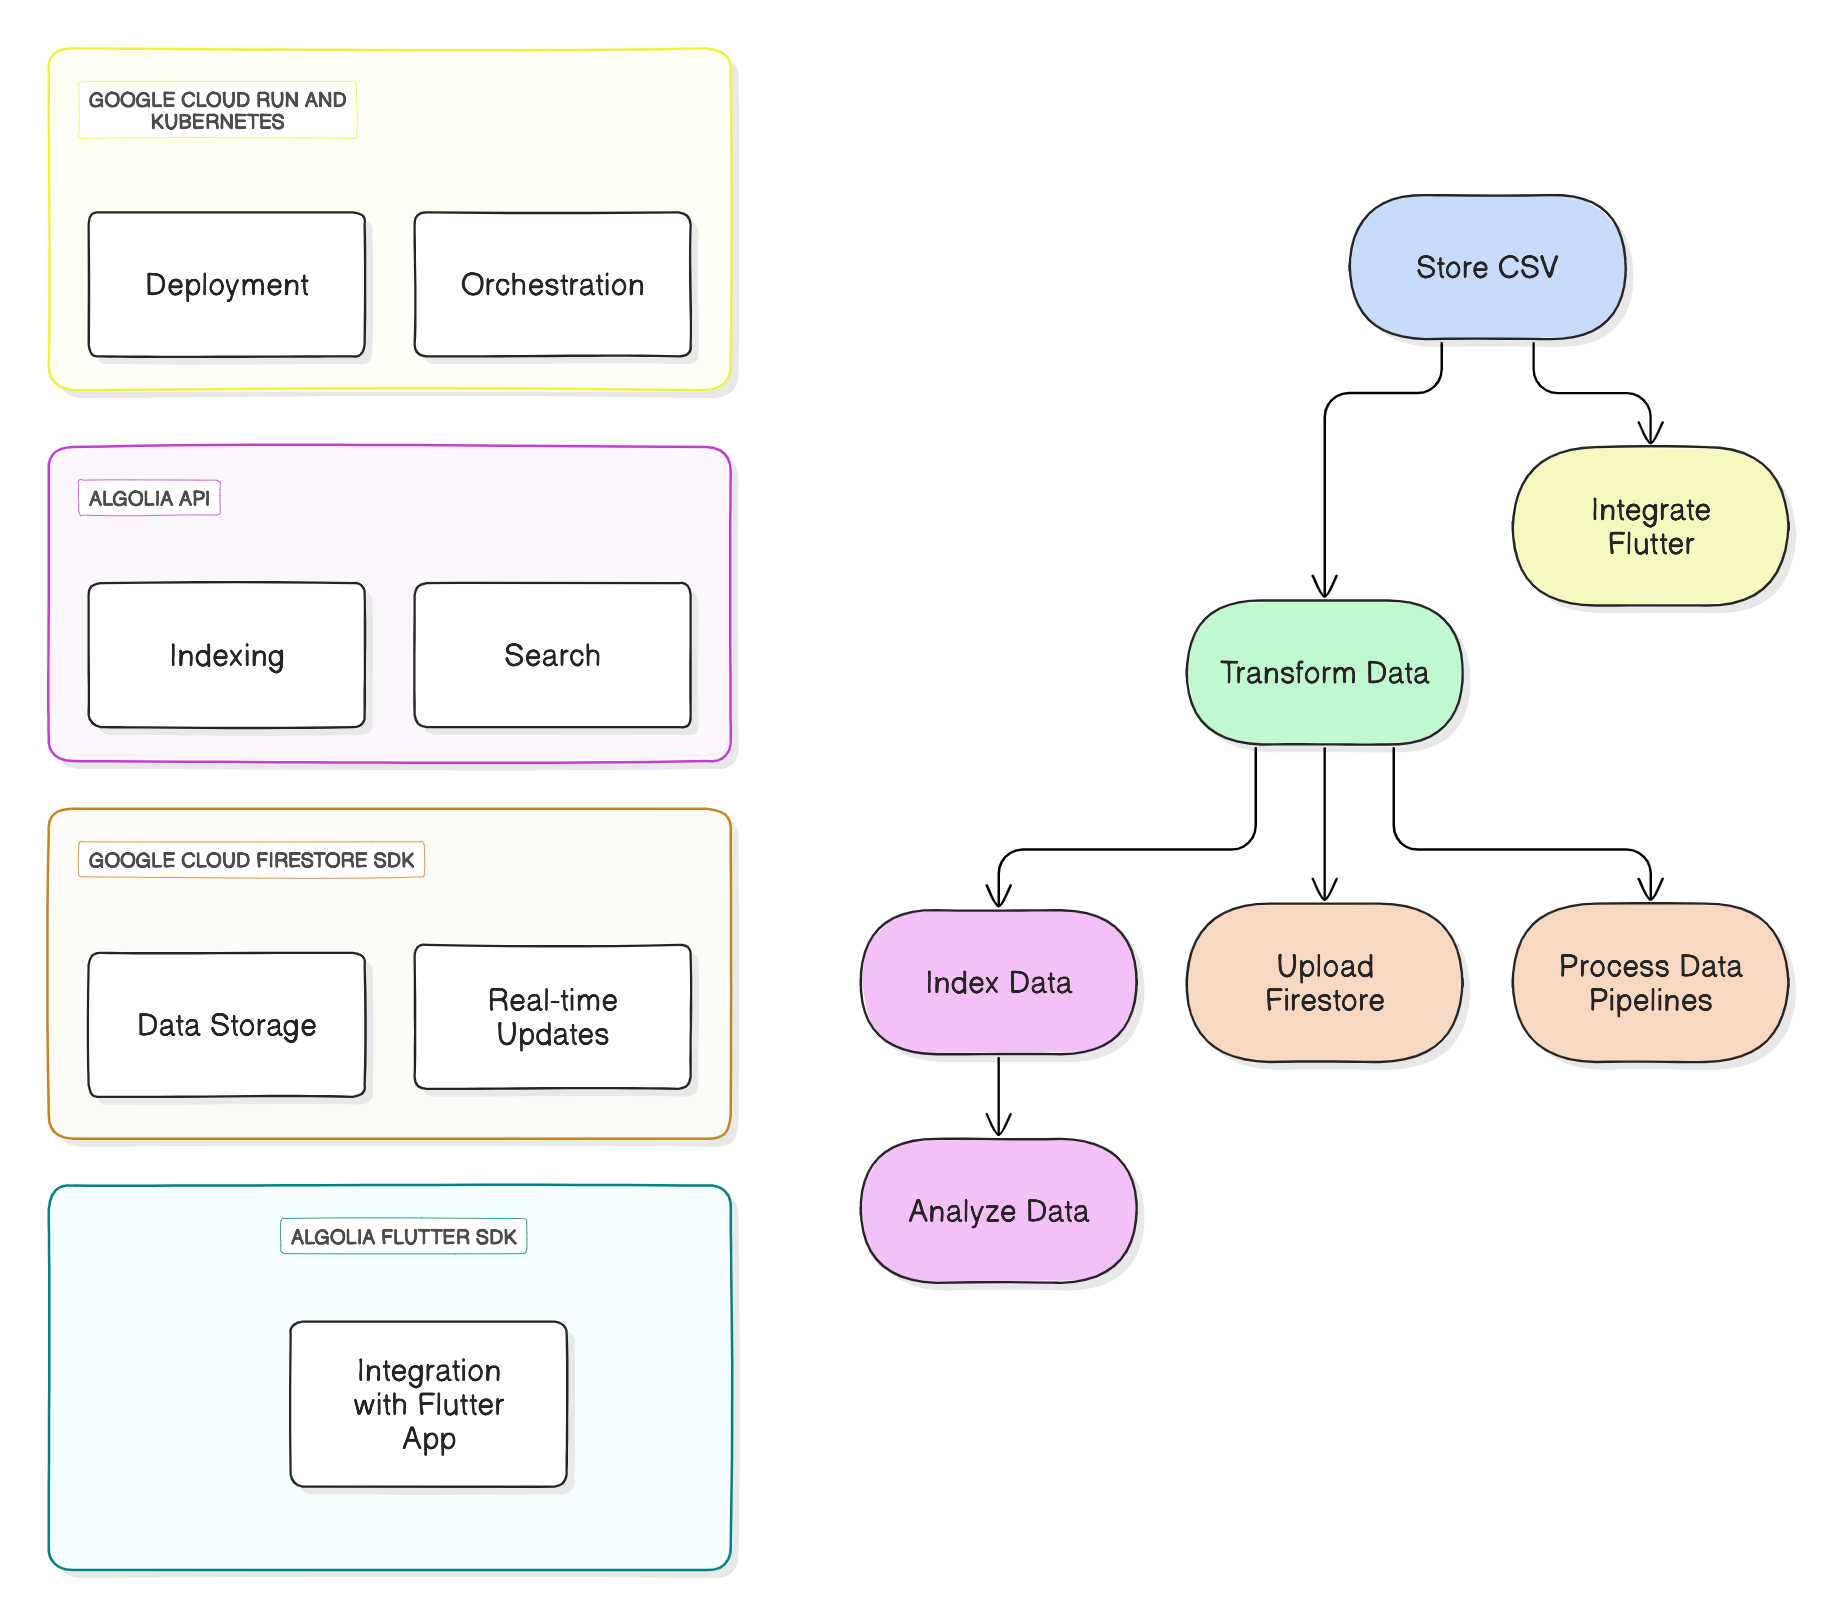 GOOGLE CLOUD RUN AND
KUBERNETES
Deployment
Orchestration
ALGOLIA API
Indexing
Search
GOOGLE CLOUD FIRESTORE SDK
Data Storage
Real-time
Updates
ALGOLIA FLUTTER SDK
Integration
with Flutter
App
Store CSV
Integrate
Flutter
Transform Data
Index Data
Upload
Firestore
Process Data
Pipelines
Analyze Data